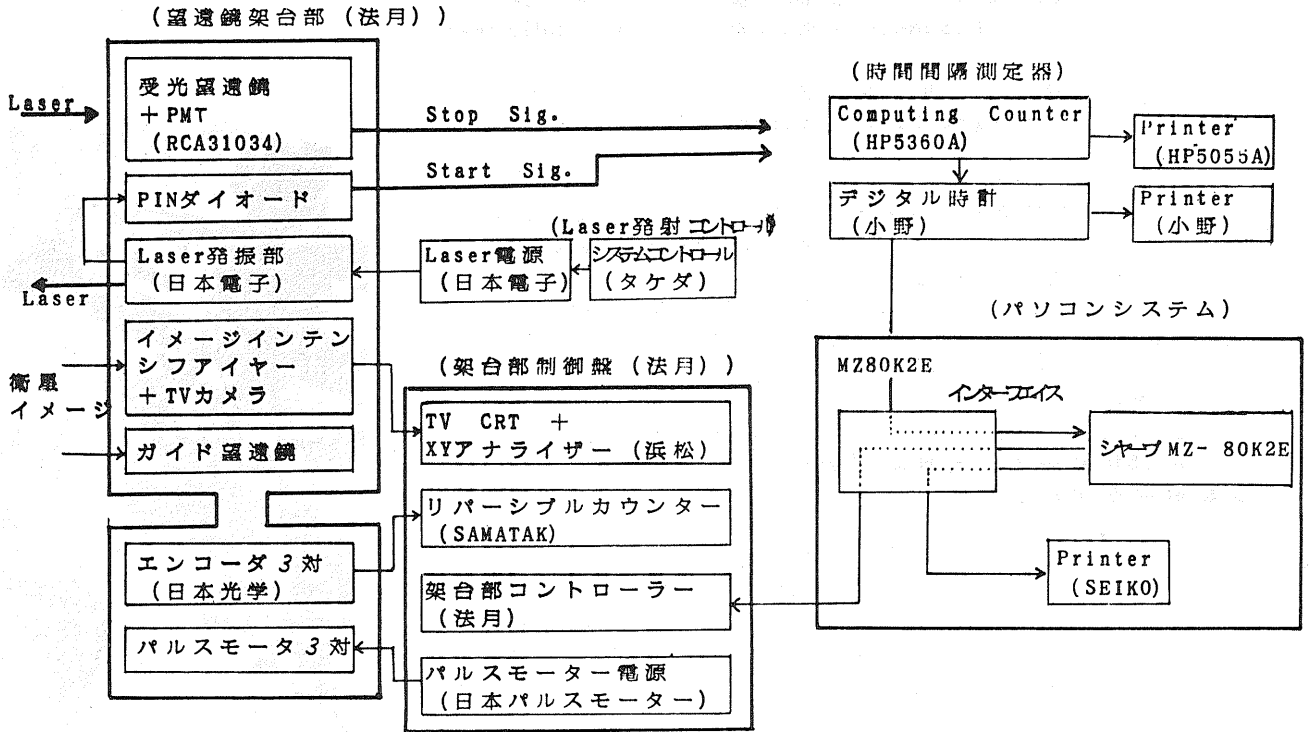 (望遠鏡架台部(法月))
Laser
受光望遠鏡
+PMT
(RCA31034)
Stop Sig.
PINダイオード
Start Sig.
Laser発振部
(日本電子)
Laser
Laser電源
(日本電子)
(Laser発射コントロール)
システムコントロール
(タケダ)
衛星
イメージ
イメージインテン
シファイヤー
+TVカメラ
ガイド望遠鏡
エンコーダ3対
(日本光学)
パルスモータ3対
(架台部制御盤(法月))
TV CRT +
XYアナライザー(浜松)
リバーシブルカウンター
(SAMATAK)
架台部コントローラー
(法月)
パルスモーター電源
(日本パルスモーター)
(時間間隔測定器)
Computing Counter
(HP5360A)
Printer
(HP5055A)
デジタル時計
(小野)
Printer
(小野)
(パソコンシステム)
MZ80K2E
インターフェイス
シャープMZ-80K2E
Printer
(SEIKO)